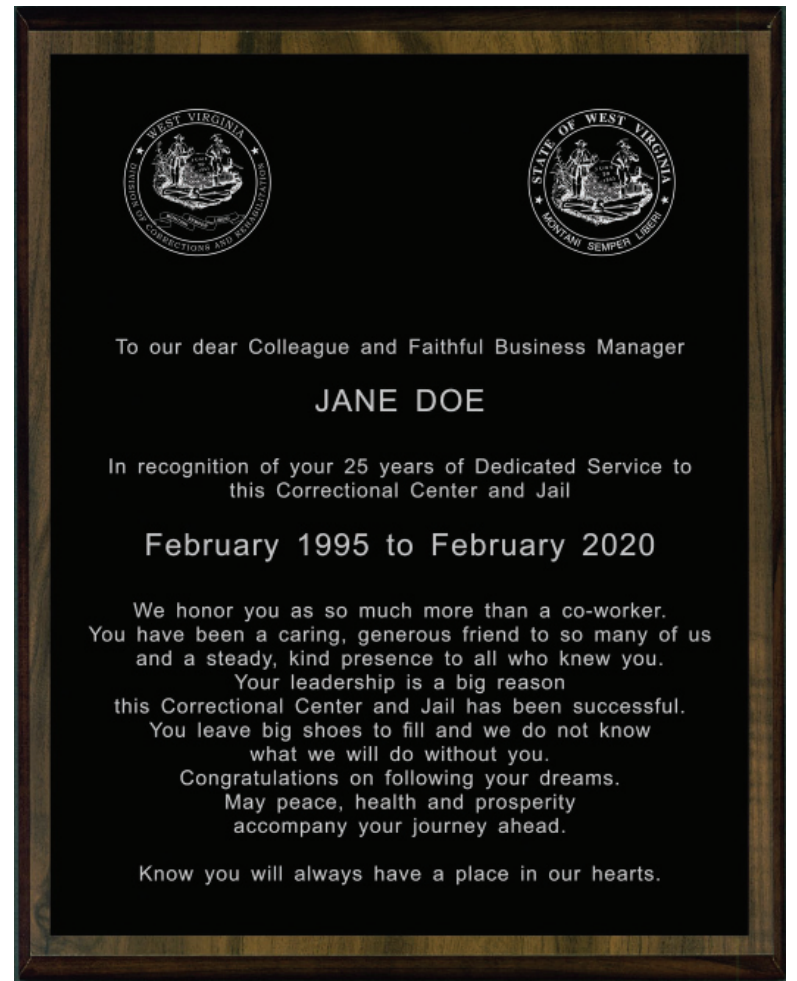 WEST VIRGINIA
DIVISION OF CORRECTIONS AND REHABILITATION
STATE OF WEST VIRGINIA
MONTANI SEMPER LIBERI
To our dear Colleague and Faithful Business Manager
JANE DOE
In recognition of your 25 years of Dedicated Service to
this Correctional Center and Jail
February 1995 to February 2020
We honor you as so much more than a co-worker.
You have been a caring, generous friend to so many of us
and a steady, kind presence to all who knew you.
Your leadership is a big reason
this Correctional Center and Jail has been successful.
You leave big shoes to fill and we do not know
what we will do without you.
Congratulations on following your dreams.
May peace, health and prosperity
accompany your journey ahead.
Know you will always have a place in our hearts.